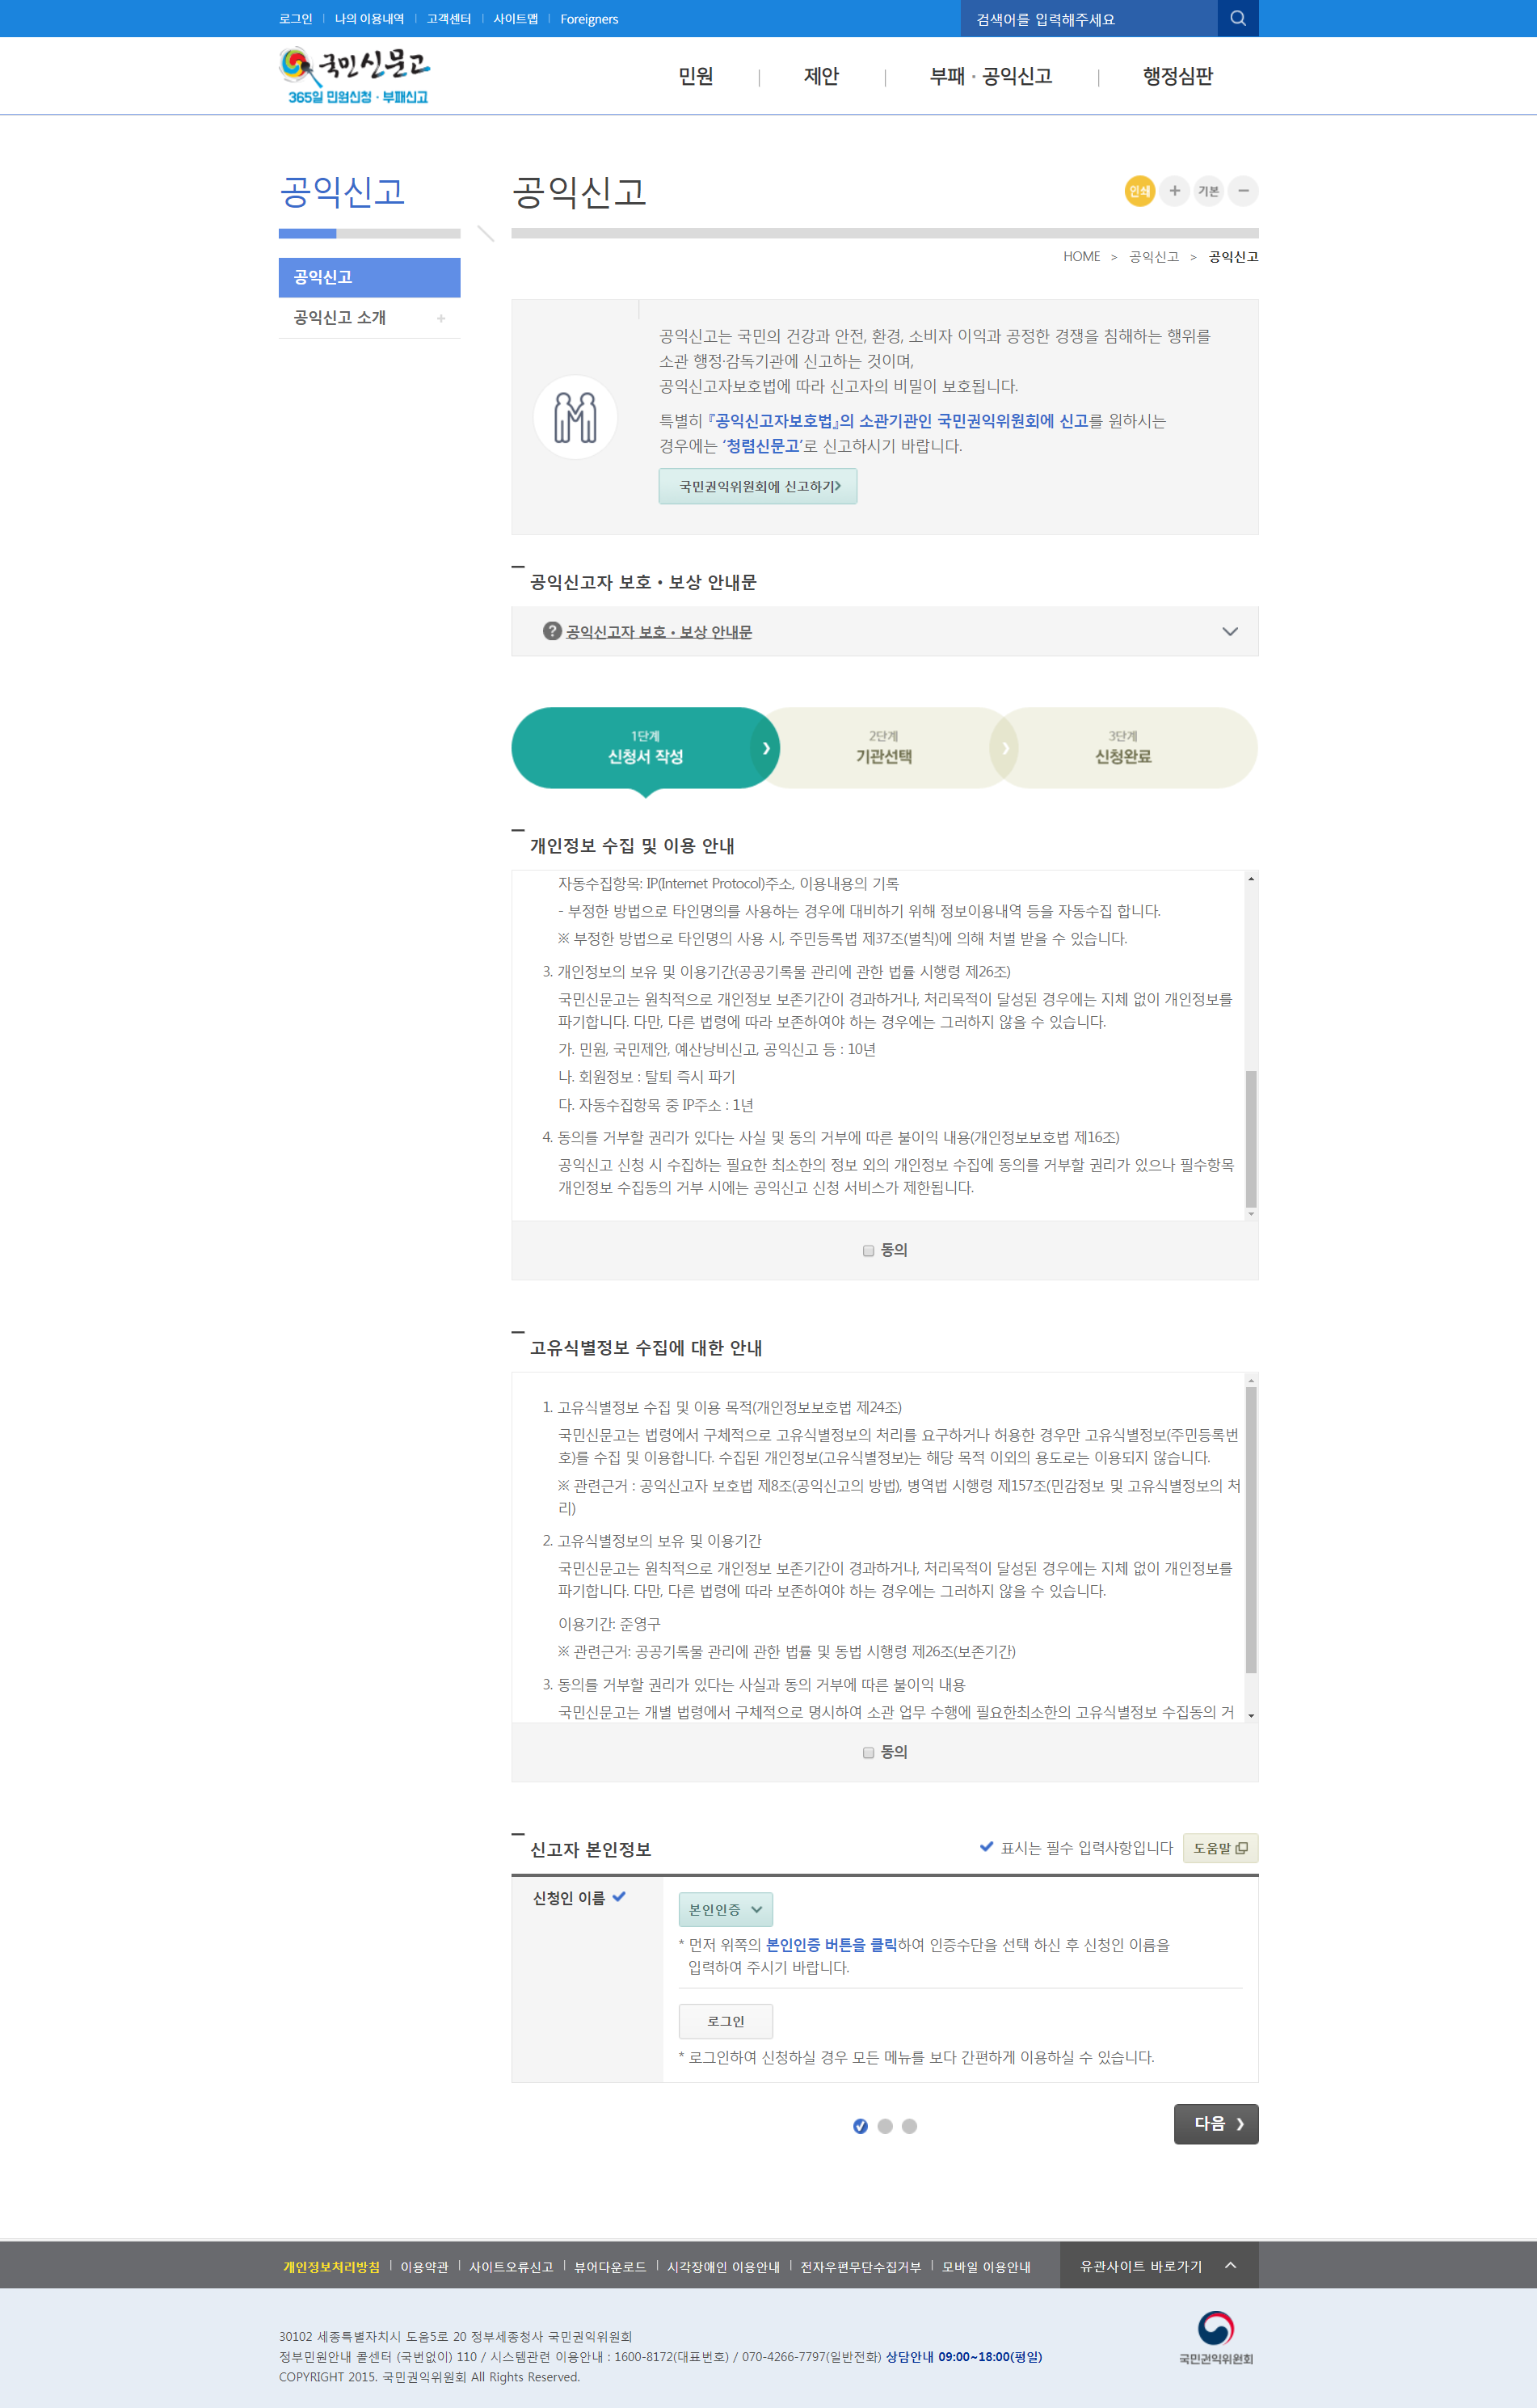 로그인
나의 이용내역
고객센터
사이트맵
Foreigners
검색어를 입력해주세요
국민신문고
365일 민원신청 · 부패신고
민원
제안
부패 · 공익신고
행정심판
공익신고
공익신고
공익신고 소개
공익신고
인쇄
기본
HOME > 공익신고 > 공익신고
공익신고는 국민의 건강과 안전, 환경, 소비자 이익과 공정한 경쟁을 침해하는 행위를
소관 행정·감독기관에 신고하는 것이며,
공익신고자보호법에 따라 신고자의 비밀이 보호됩니다.
특별히 『공익신고자보호법』의 소관기관인 국민권익위원회에 신고를 원하시는
경우에는 ‘청렴신문고’로 신고하시기 바랍니다.
국민권익위원회에 신고하기
공익신고자 보호 • 보상 안내문
공익신고자 보호 • 보상 안내문
1단계
신청서 작성
2단계
기관선택
3단계
신청완료
개인정보 수집 및 이용 안내
자동수집항목: IP(Internet Protocol)주소, 이용내용의 기록
- 부정한 방법으로 타인명의를 사용하는 경우에 대비하기 위해 정보이용내역 등을 자동수집 합니다.
※ 부정한 방법으로 타인명의 사용 시, 주민등록법 제37조(벌칙)에 의해 처벌 받을 수 있습니다.
3. 개인정보의 보유 및 이용기간(공공기록물 관리에 관한 법률 시행령 제26조)
국민신문고는 원칙적으로 개인정보 보존기간이 경과하거나, 처리목적이 달성된 경우에는 지체 없이 개인정보를
파기합니다. 다만, 다른 법령에 따라 보존하여야 하는 경우에는 그러하지 않을 수 있습니다.
가. 민원, 국민제안, 예산낭비신고, 공익신고 등 : 10년
나. 회원정보 : 탈퇴 즉시 파기
다. 자동수집항목 중 IP주소 : 1년
4. 동의를 거부할 권리가 있다는 사실 및 동의 거부에 따른 불이익 내용(개인정보보호법 제16조)
공익신고 신청 시 수집하는 필요한 최소한의 정보 외의 개인정보 수집에 동의를 거부할 권리가 있으나 필수항목
개인정보 수집동의 거부 시에는 공익신고 신청 서비스가 제한됩니다.
동의
고유식별정보 수집에 대한 안내
1. 고유식별정보 수집 및 이용 목적(개인정보보호법 제24조)
국민신문고는 법령에서 구체적으로 고유식별정보의 처리를 요구하거나 허용한 경우만 고유식별정보(주민등록번
호)를 수집 및 이용합니다. 수집된 개인정보(고유식별정보)는 해당 목적 이외의 용도로는 이용되지 않습니다.
※ 관련근거 : 공익신고자 보호법 제8조(공익신고의 방법), 병역법 시행령 제157조(민감정보 및 고유식별정보의 처
리)
2. 고유식별정보의 보유 및 이용기간
국민신문고는 원칙적으로 개인정보 보존기간이 경과하거나, 처리목적이 달성된 경우에는 지체 없이 개인정보를
파기합니다. 다만, 다른 법령에 따라 보존하여야 하는 경우에는 그러하지 않을 수 있습니다.
이용기간: 준영구
※ 관련근거: 공공기록물 관리에 관한 법률 및 동법 시행령 제26조(보존기간)
3. 동의를 거부할 권리가 있다는 사실과 동의 거부에 따른 불이익 내용
국민신문고는 개별 법령에서 구체적으로 명시하여 소관 업무 수행에 필요한최소한의 고유식별정보 수집동의 거
동의
신고자 본인정보
표시는 필수 입력사항입니다
도움말
신청인 이름
본인인증
* 먼저 위쪽의 본인인증 버튼을 클릭하여 인증수단을 선택 하신 후 신청인 이름을
입력하여 주시기 바랍니다.
로그인
* 로그인하여 신청하실 경우 모든 메뉴를 보다 간편하게 이용하실 수 있습니다.
다음
개인정보처리방침
이용약관
사이트오류신고
뷰어다운로드
시각장애인 이용안내
전자우편무단수집거부
모바일 이용안내
유관사이트 바로가기
30102 세종특별자치시 도움5로 20 정부세종청사 국민권익위원회
정부민원안내 콜센터 (국번없이) 110 / 시스템관련 이용안내 : 1600-8172(대표번호) / 070-4266-7797(일반전화) 상담안내 09:00~18:00(평일)
COPYRIGHT 2015. 국민권익위원회 All Rights Reserved.
국민권익위원회